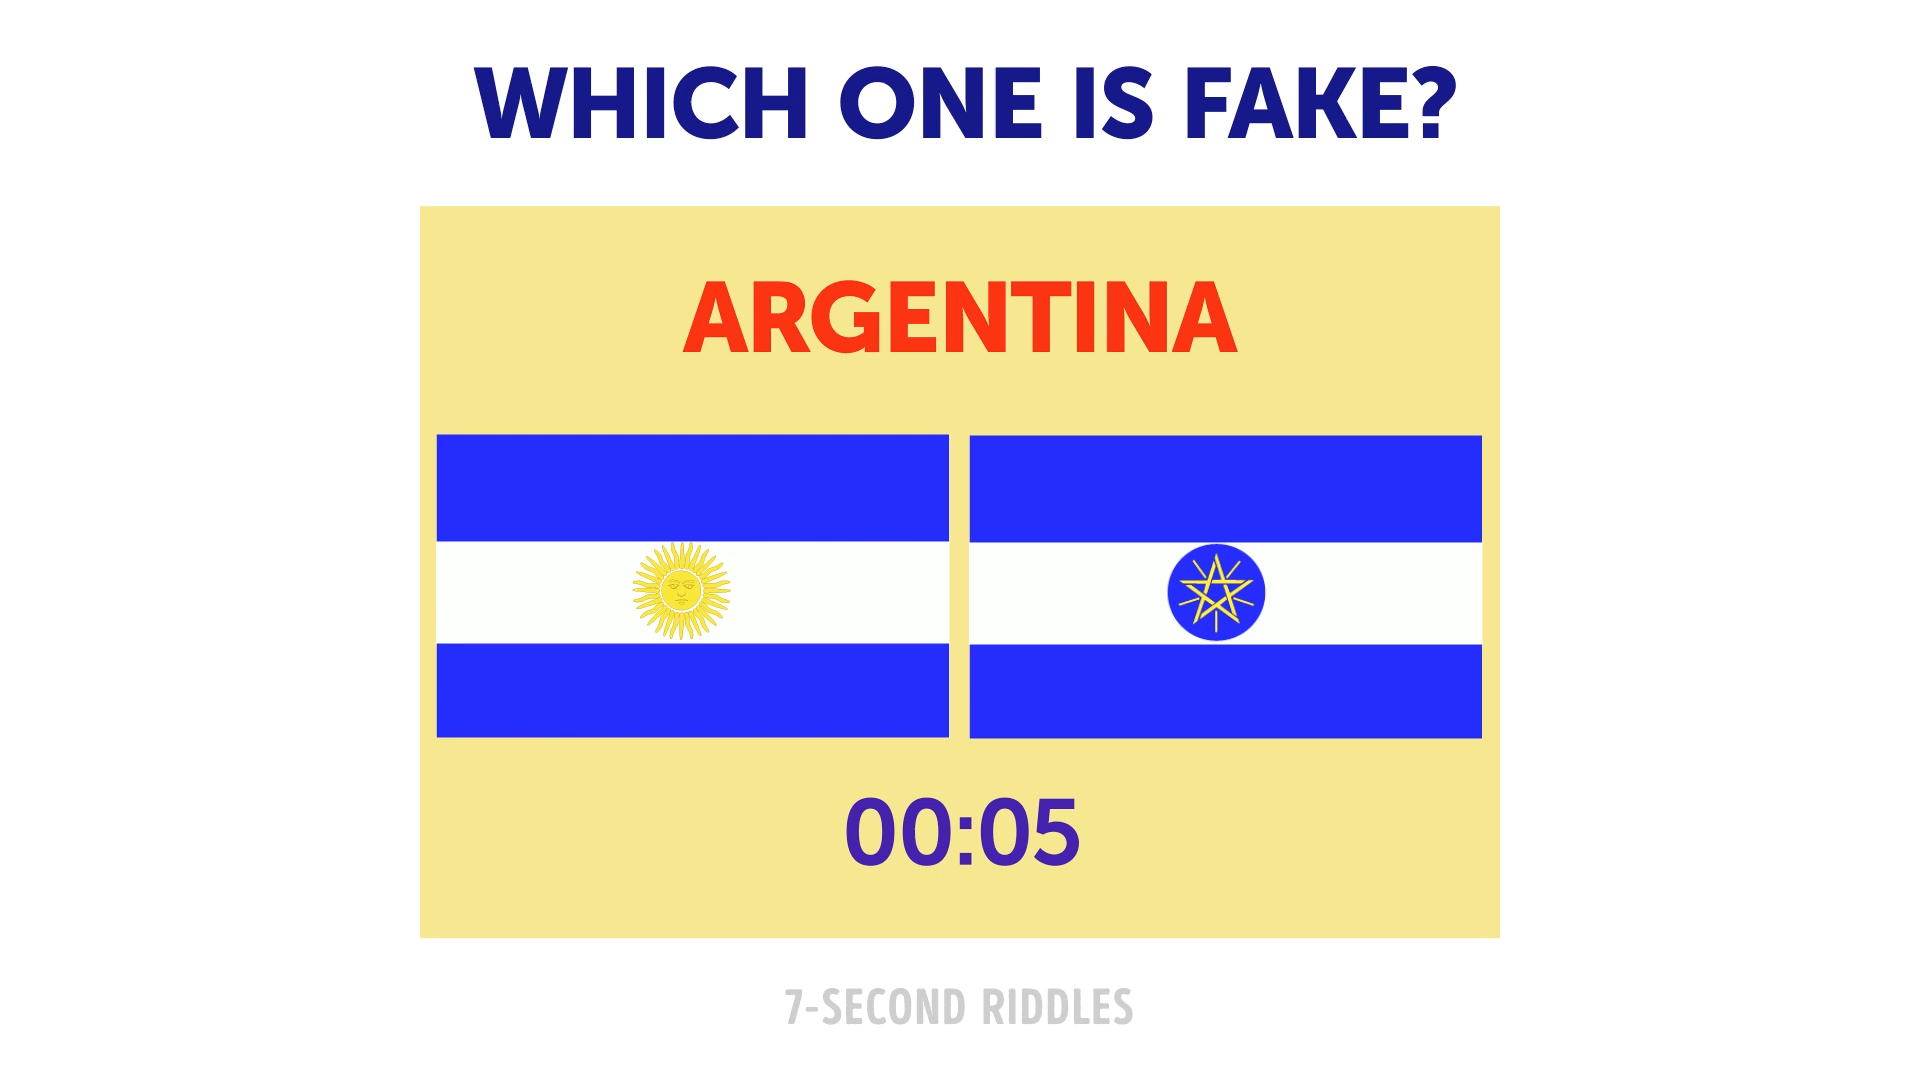 WHICH ONE IS FAKE?
ARGENTINA
00:05
7-SECOND RIDDLES